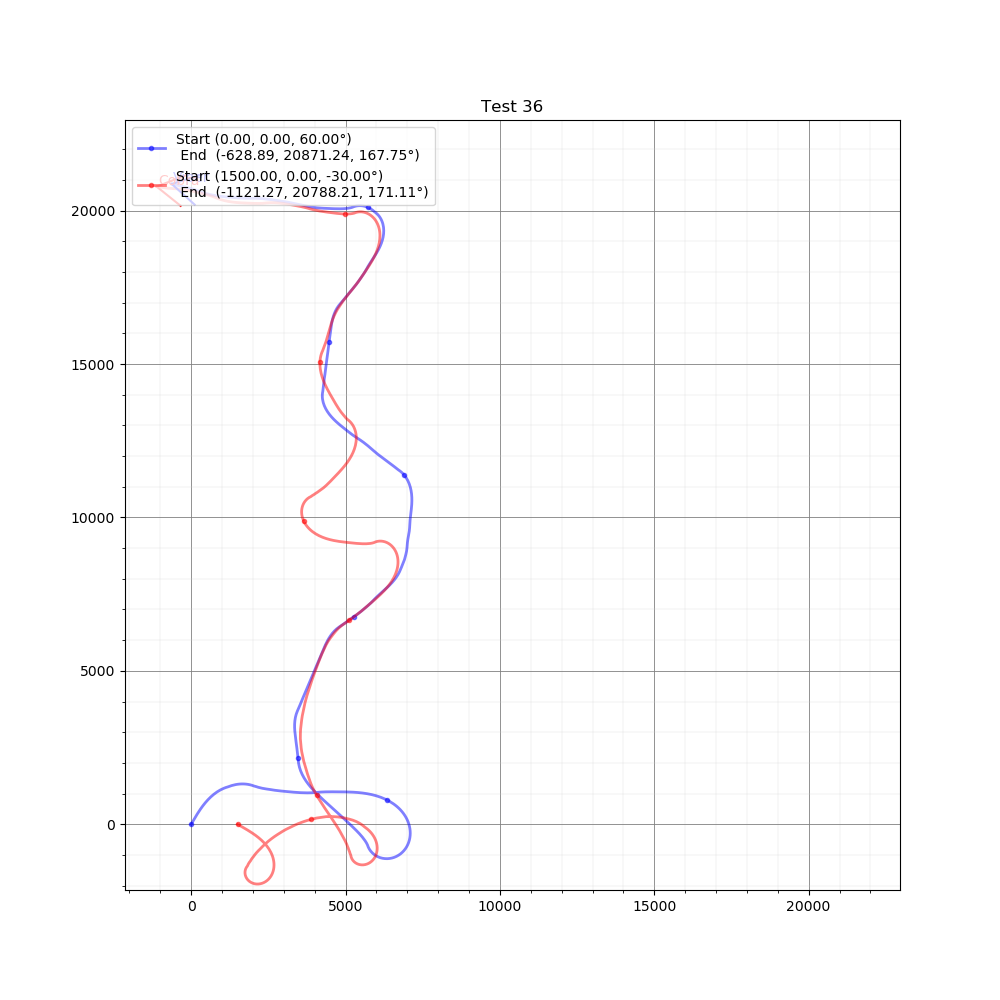 Test 36
Start (0.00, 0.00, 60.00°)
End (-628.89, 20871.24, 167.75°)
Start (1500.00, 0.00, -30.00°)
End (-1121.27, 20788.21, 171.11°)
20000
15000
10000
5000
0
0 5000 10000 15000 20000